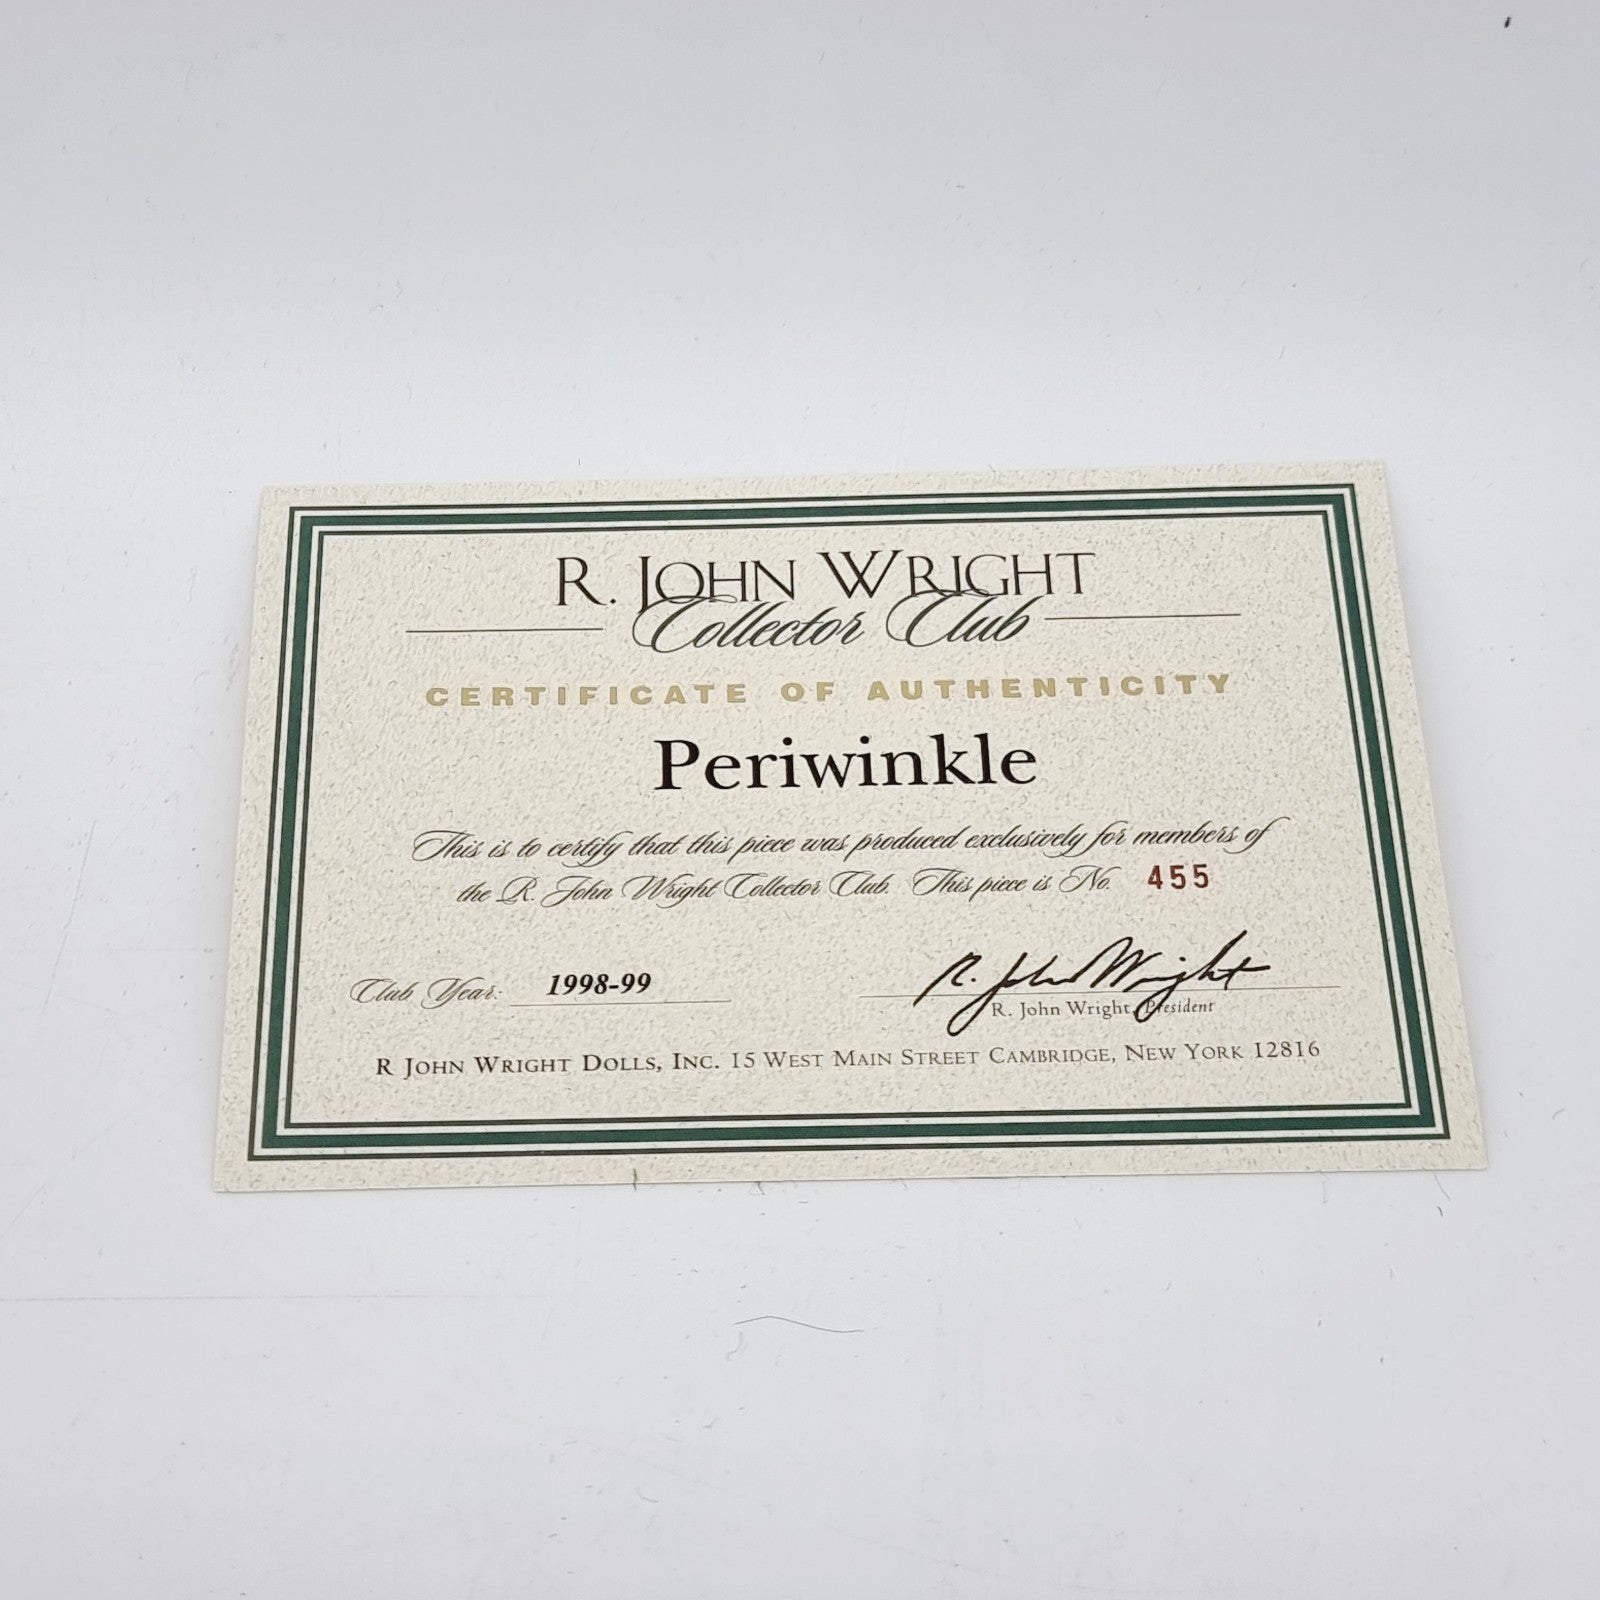 R. JOHN WRIGHT
Collector Club
CERTIFICATE OF AUTHENTICITY
Periwinkle
This is to certify that this piece was produced exclusively for members of
the R. John Wright Collector Club. This piece is No. 455
Club Year: 1998-99
R. John Wright
R. John Wright, President
R JOHN WRIGHT DOLLS, INC. 15 WEST MAIN STREET CAMBRIDGE, NEW YORK 12816